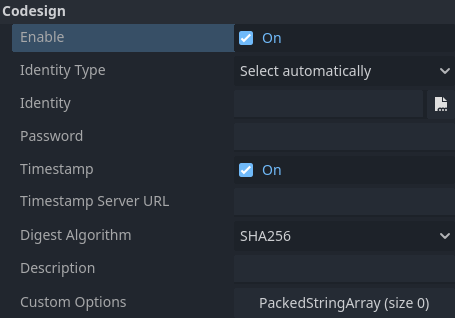 Codesign
Enable On
Identity Type Select automatically
Identity
Password
Timestamp On
Timestamp Server URL
Digest Algorithm SHA256
Description
Custom Options PackedStringArray (size 0)